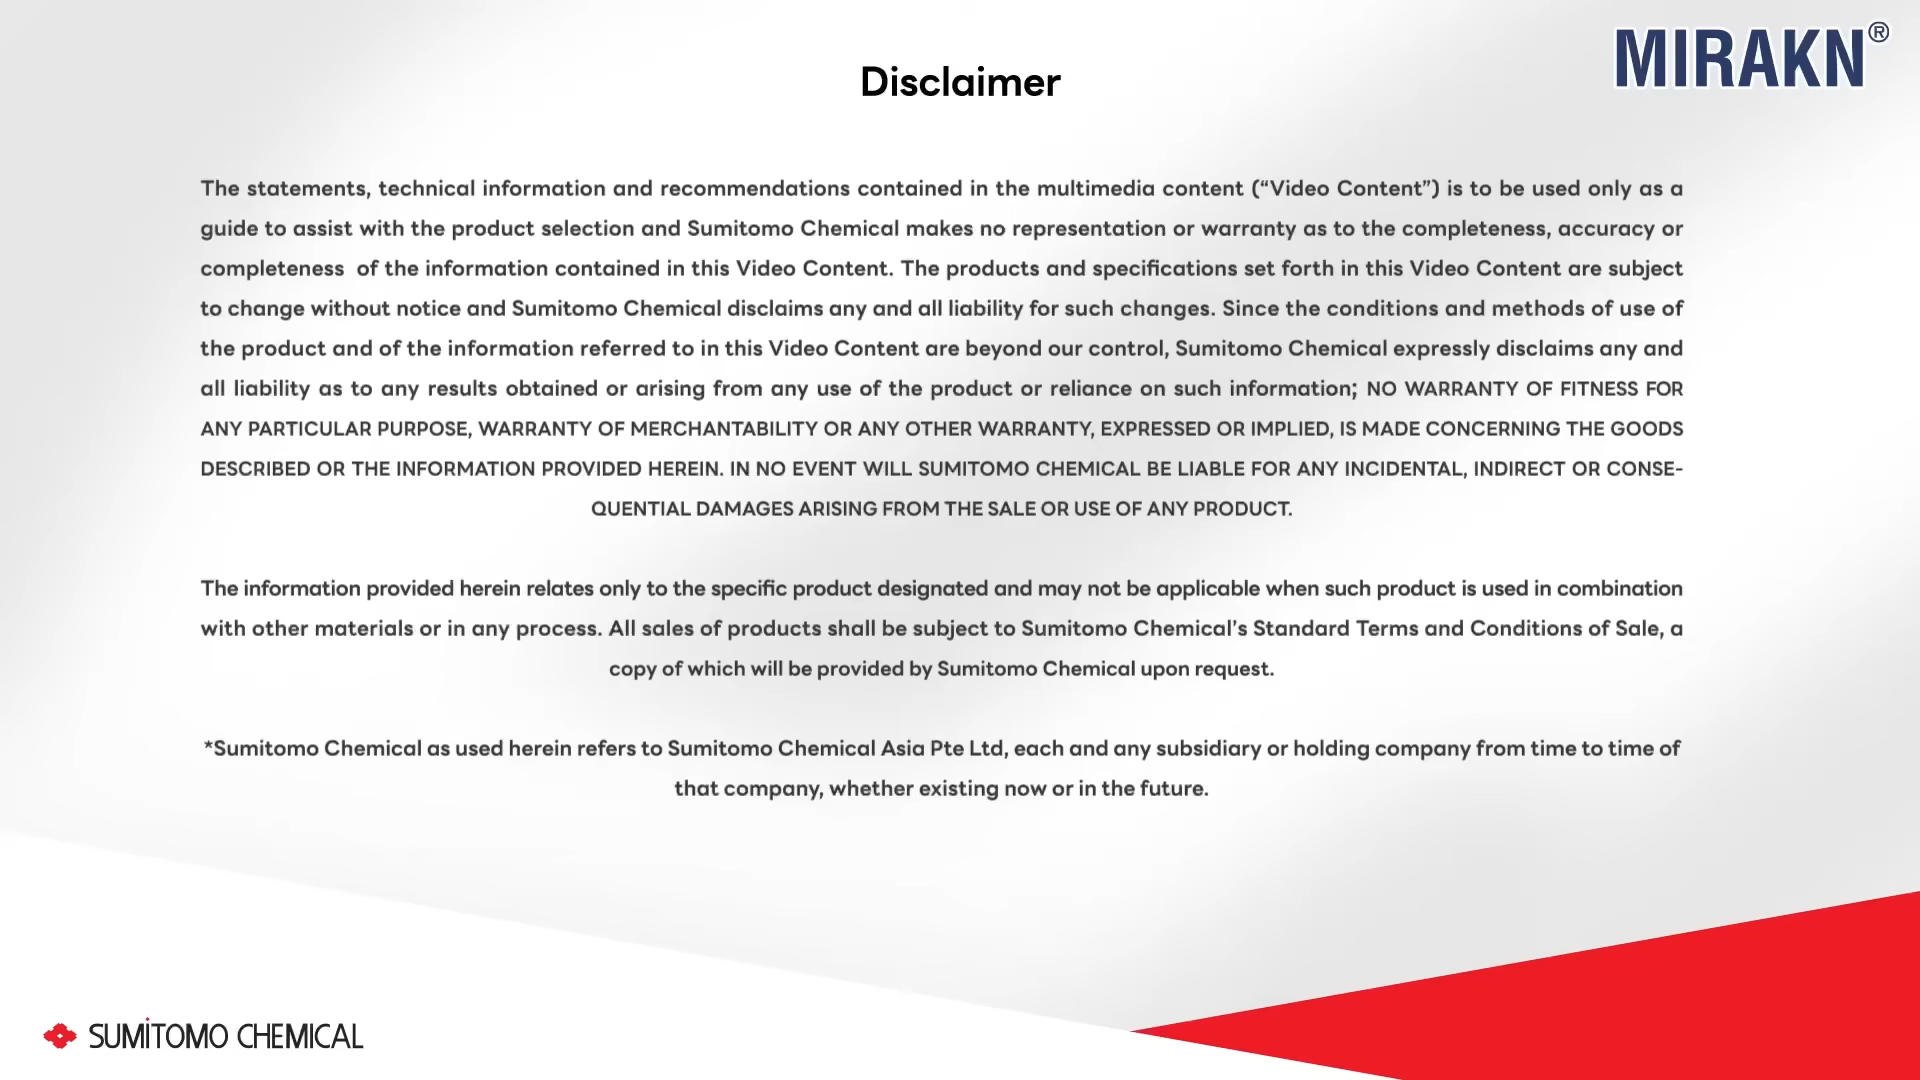 MIRAKN®
Disclaimer
The statements, technical information and recommendations contained in the multimedia content (“Video Content”) is to be used only as a
guide to assist with the product selection and Sumitomo Chemical makes no representation or warranty as to the completeness, accuracy or
completeness  of the information contained in this Video Content. The products and specifications set forth in this Video Content are subject
to change without notice and Sumitomo Chemical disclaims any and all liability for such changes. Since the conditions and methods of use of
the product and of the information referred to in this Video Content are beyond our control, Sumitomo Chemical expressly disclaims any and
all liability as to any results obtained or arising from any use of the product or reliance on such information; NO WARRANTY OF FITNESS FOR
ANY PARTICULAR PURPOSE, WARRANTY OF MERCHANTABILITY OR ANY OTHER WARRANTY, EXPRESSED OR IMPLIED, IS MADE CONCERNING THE GOODS
DESCRIBED OR THE INFORMATION PROVIDED HEREIN. IN NO EVENT WILL SUMITOMO CHEMICAL BE LIABLE FOR ANY INCIDENTAL, INDIRECT OR CONSE-
QUENTIAL DAMAGES ARISING FROM THE SALE OR USE OF ANY PRODUCT.
The information provided herein relates only to the specific product designated and may not be applicable when such product is used in combination
with other materials or in any process. All sales of products shall be subject to Sumitomo Chemical’s Standard Terms and Conditions of Sale, a
copy of which will be provided by Sumitomo Chemical upon request.
*Sumitomo Chemical as used herein refers to Sumitomo Chemical Asia Pte Ltd, each and any subsidiary or holding company from time to time of
that company, whether existing now or in the future.
SUMITOMO CHEMICAL